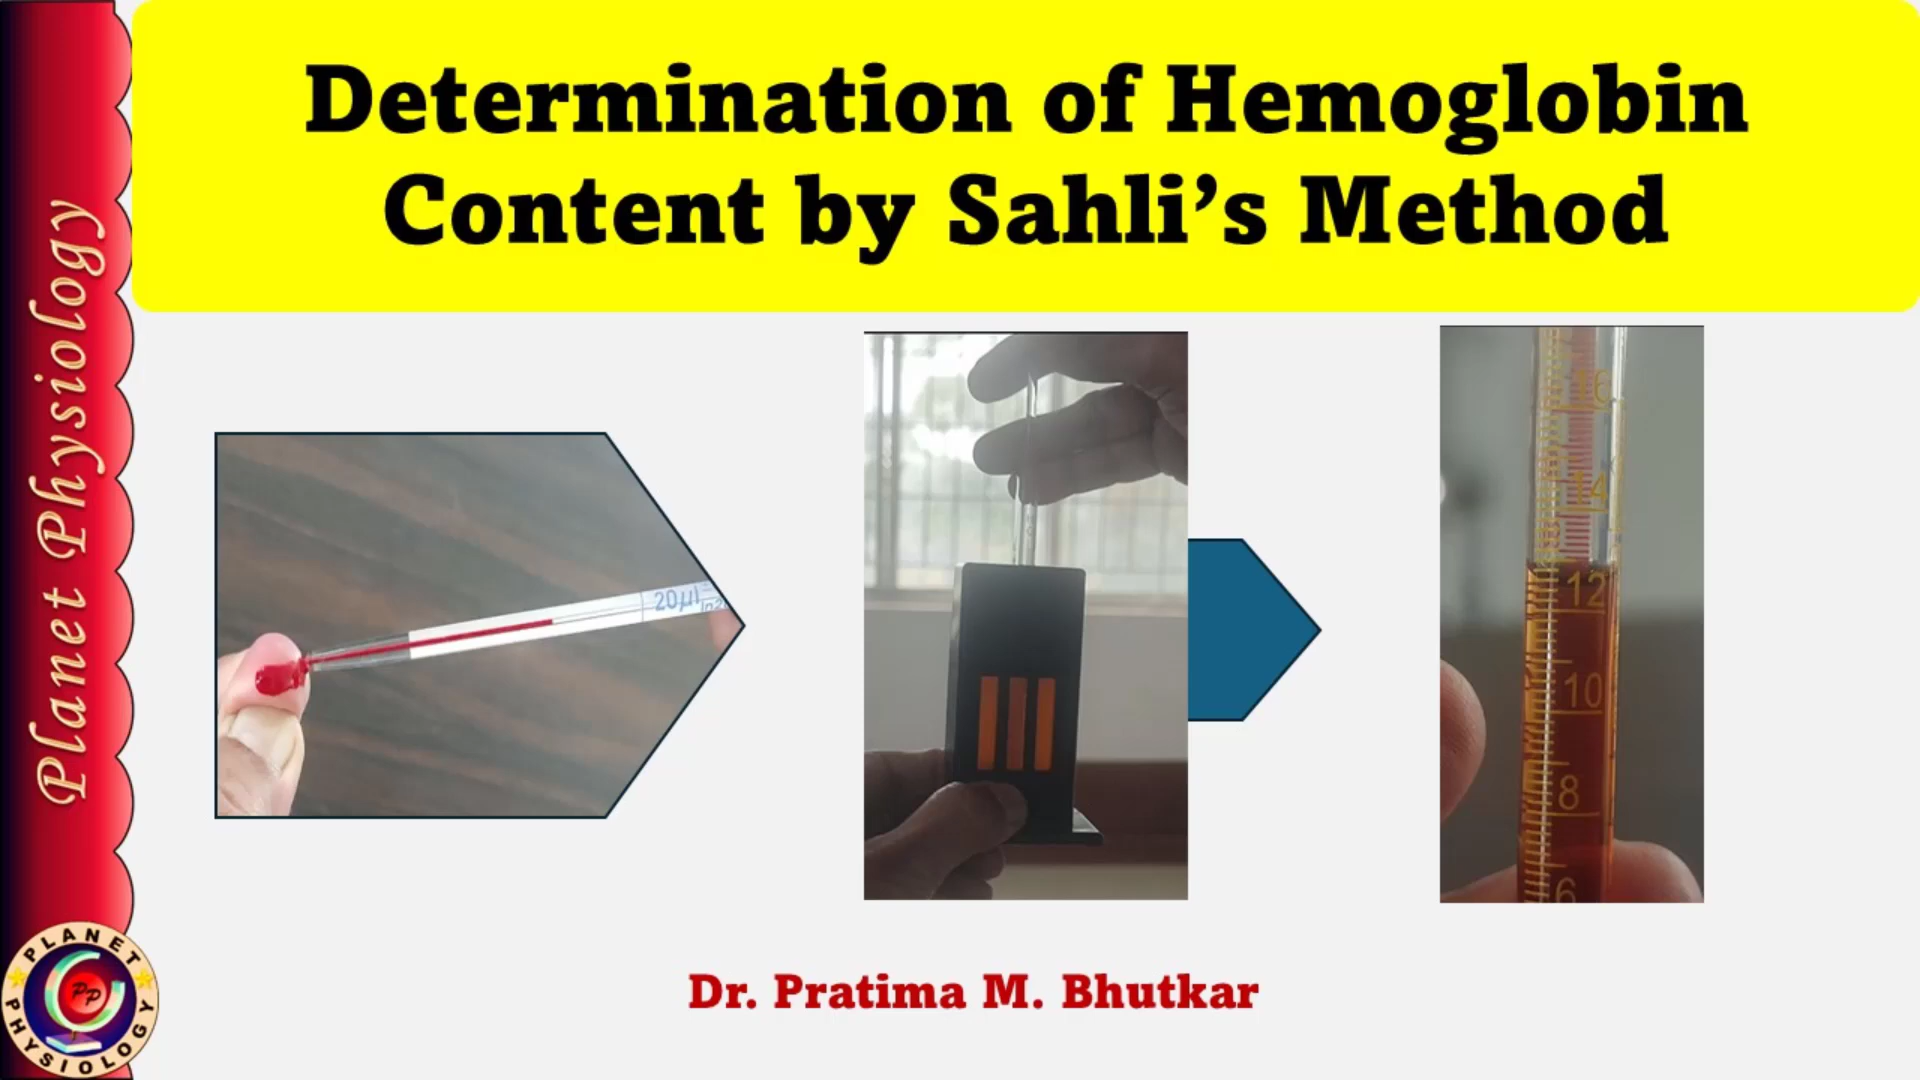 Determination of Hemoglobin
Content by Sahli’s Method
Planet Physiology
20µl
16
14
12
10
8
6
PLANET
PP
PHYSIOLOGY
Dr. Pratima M. Bhutkar